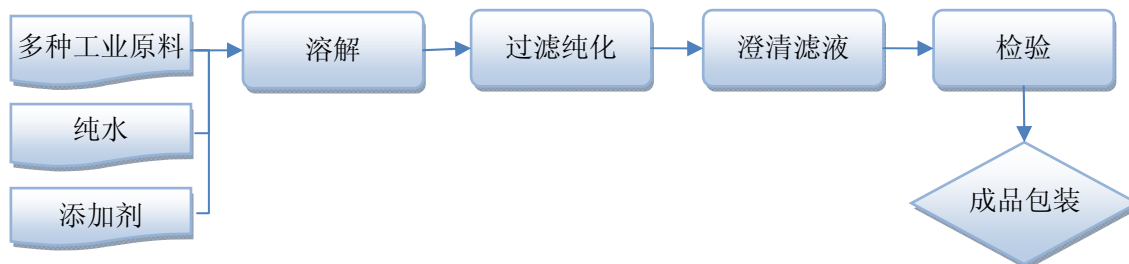 多种工业原料
溶解
过滤纯化
澄清滤液
检验
纯水
添加剂
成品包装